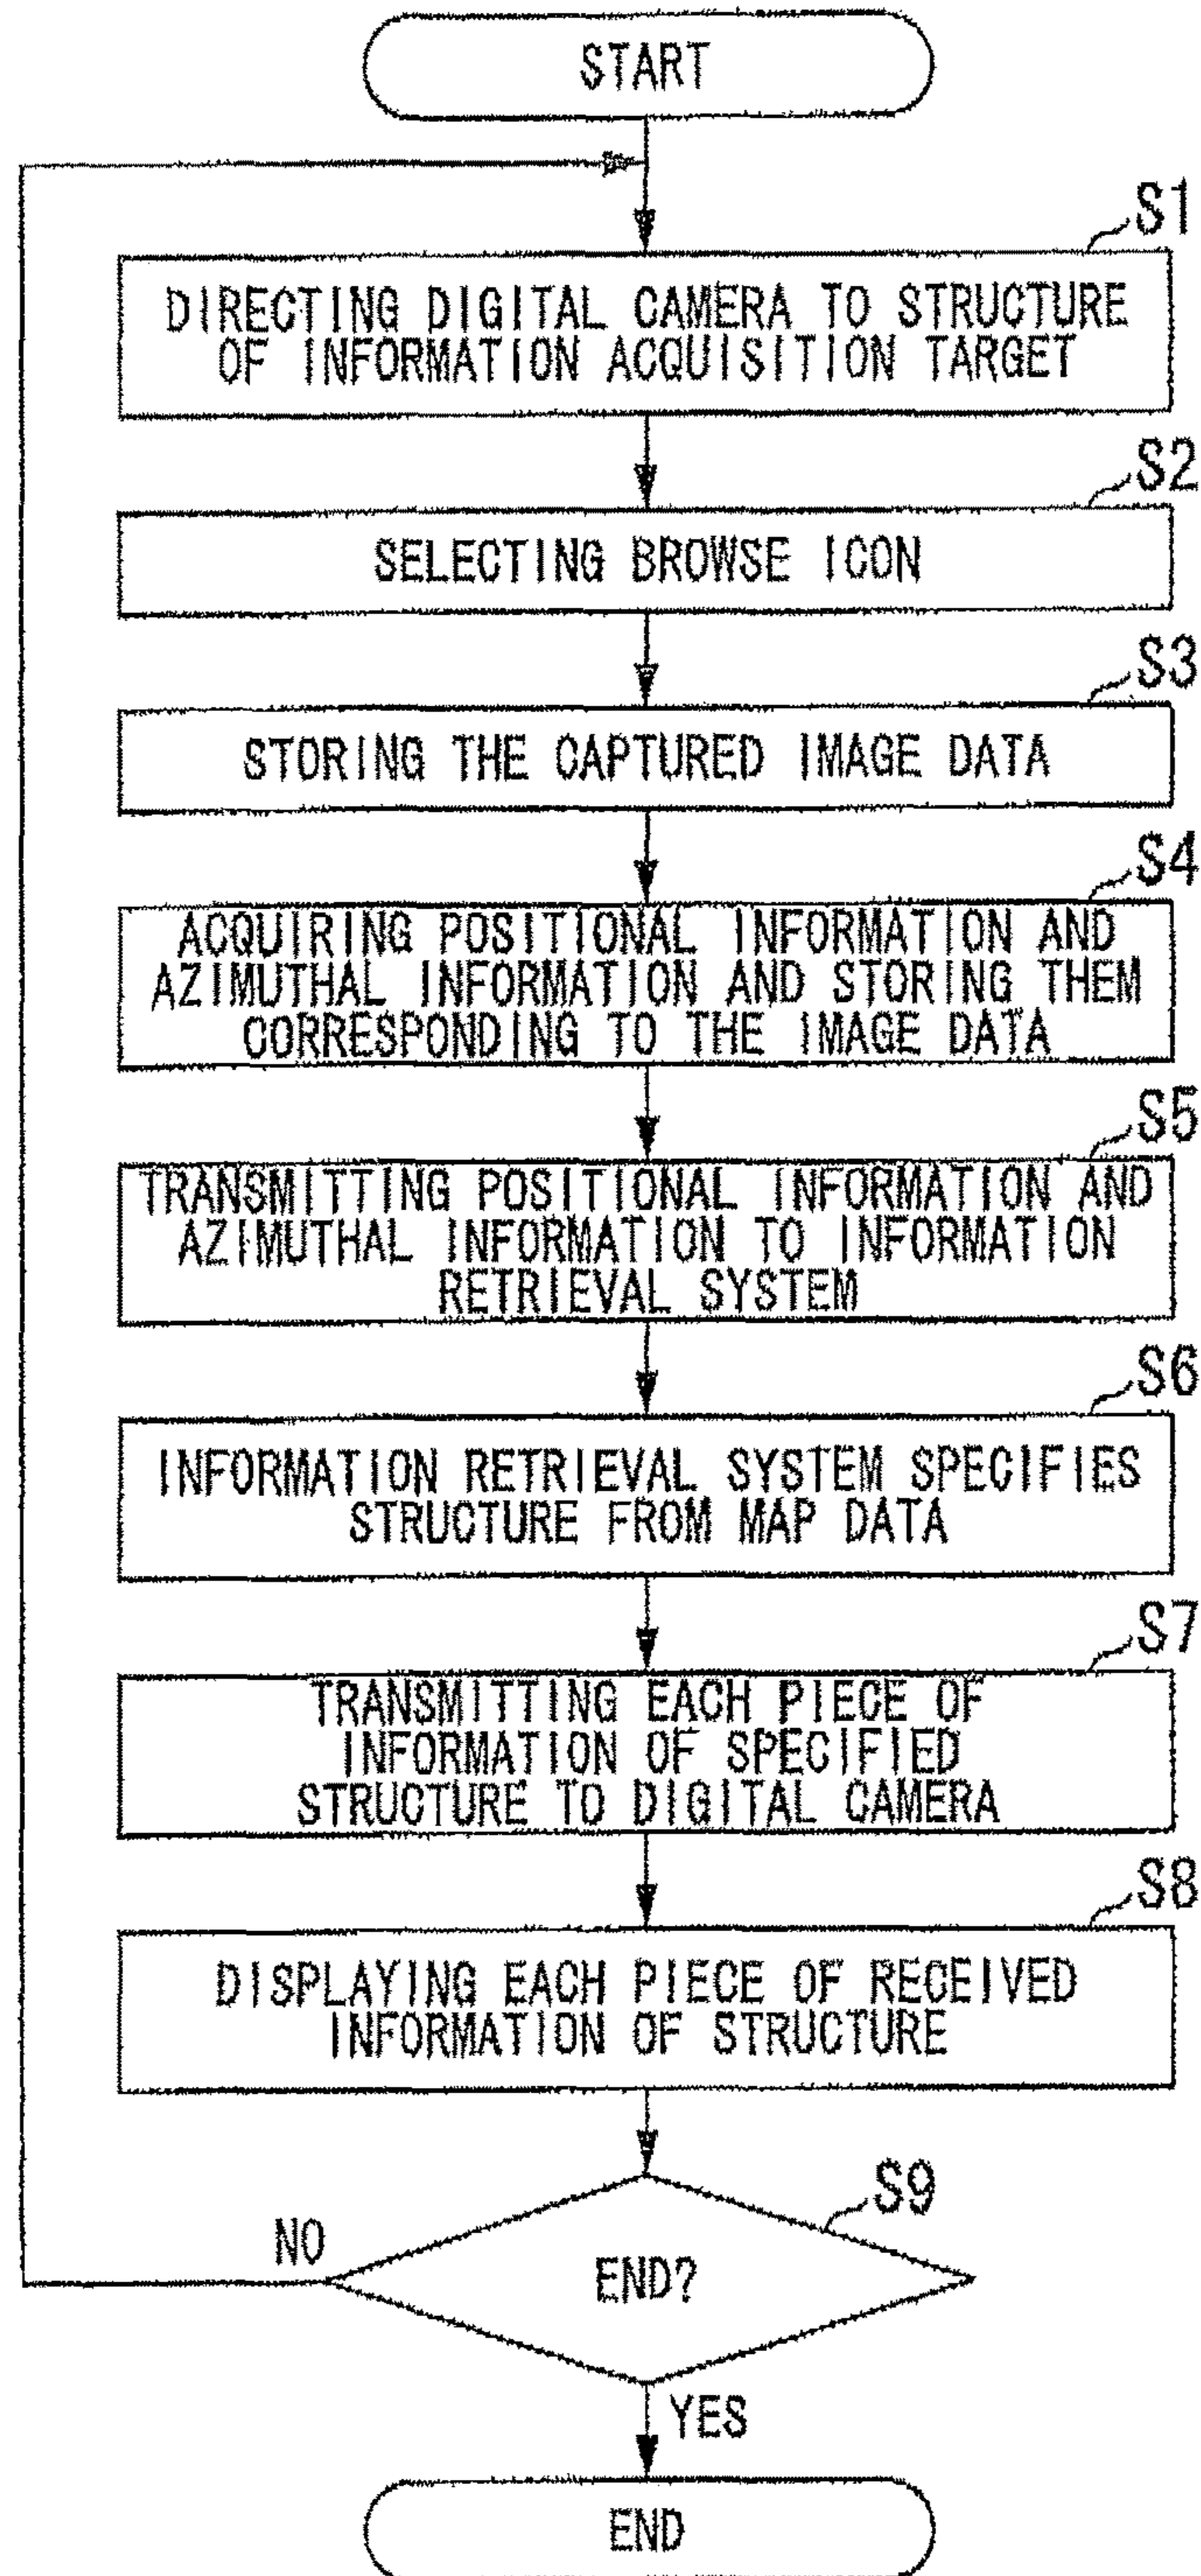 START
S1
DIRECTING DIGITAL CAMERA TO STRUCTURE
OF INFORMATION ACQUISITION TARGET
S2
SELECTING BROWSE ICON
S3
STORING THE CAPTURED IMAGE DATA
S4
ACQUIRING POSITIONAL INFORMATION AND
AZIMUTHAL INFORMATION AND STORING THEM
CORRESPONDING TO THE IMAGE DATA
S5
TRANSMITTING POSITIONAL INFORMATION AND
AZIMUTHAL INFORMATION TO INFORMATION
RETRIEVAL SYSTEM
S6
INFORMATION RETRIEVAL SYSTEM SPECIFIES
STRUCTURE FROM MAP DATA
S7
TRANSMITTING EACH PIECE OF
INFORMATION OF SPECIFIED
STRUCTURE TO DIGITAL CAMERA
S8
DISPLAYING EACH PIECE OF RECEIVED
INFORMATION OF STRUCTURE
S9
NO
END?
YES
END